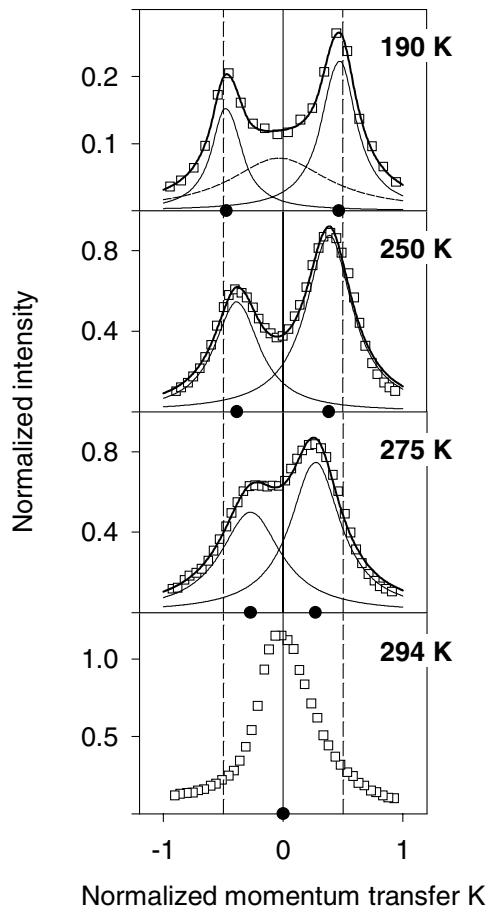 190 K
0.2
0.1
250 K
0.8
0.4
275 K
0.8
0.4
294 K
1.0
0.5
-1 0 1
Normalized intensity
Normalized momentum transfer K